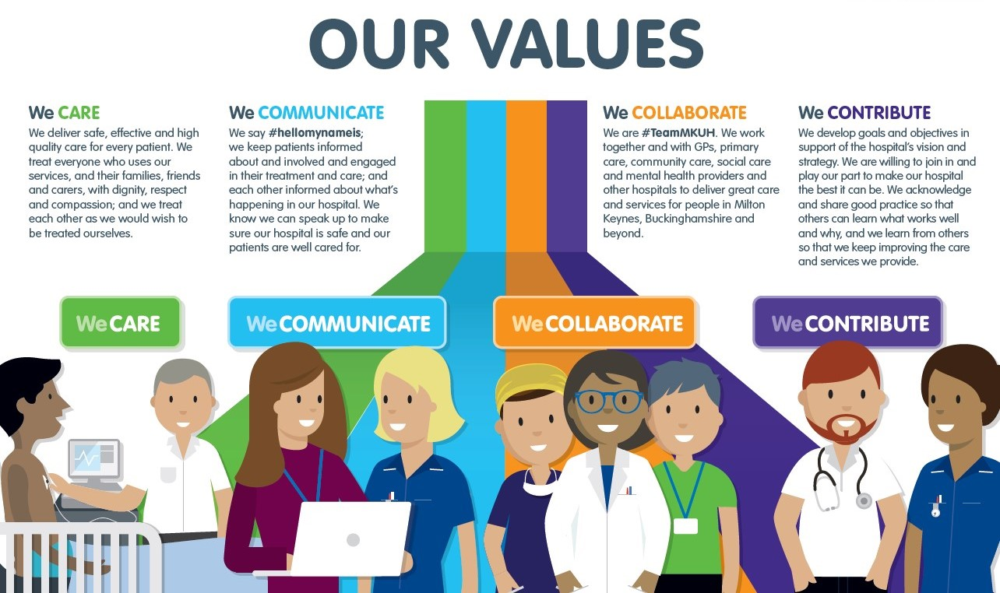 OUR VALUES
We CARE
We deliver safe, effective and high
quality care for every patient. We
treat everyone who uses our
services, and their families, friends
and carers, with dignity, respect
and compassion; and we treat
each other as we would wish to
be treated ourselves.
We COMMUNICATE
We say #hellomynameis;
we keep patients informed
about and involved and engaged
in their treatment and care; and
each other informed about what's
happening in our hospital. We
know we can speak up to make
sure our hospital is safe and our
patients are well cared for.
We COLLABORATE
We are #TeamMKUH. We work
together and with GPs, primary
care, community care, social care
and mental health providers and
other hospitals to deliver great care
and services for people in Milton
Keynes, Buckinghamshire and
beyond.
We CONTRIBUTE
We develop goals and objectives in
support of the hospital's vision and
strategy. We are willing to join in and
play our part to make our hospital
the best it can be. We acknowledge
and share good practice so that
others can learn what works well
and why, and we learn from others
so that we keep improving the care
and services we provide.
We CARE
We COMMUNICATE
We COLLABORATE
We CONTRIBUTE